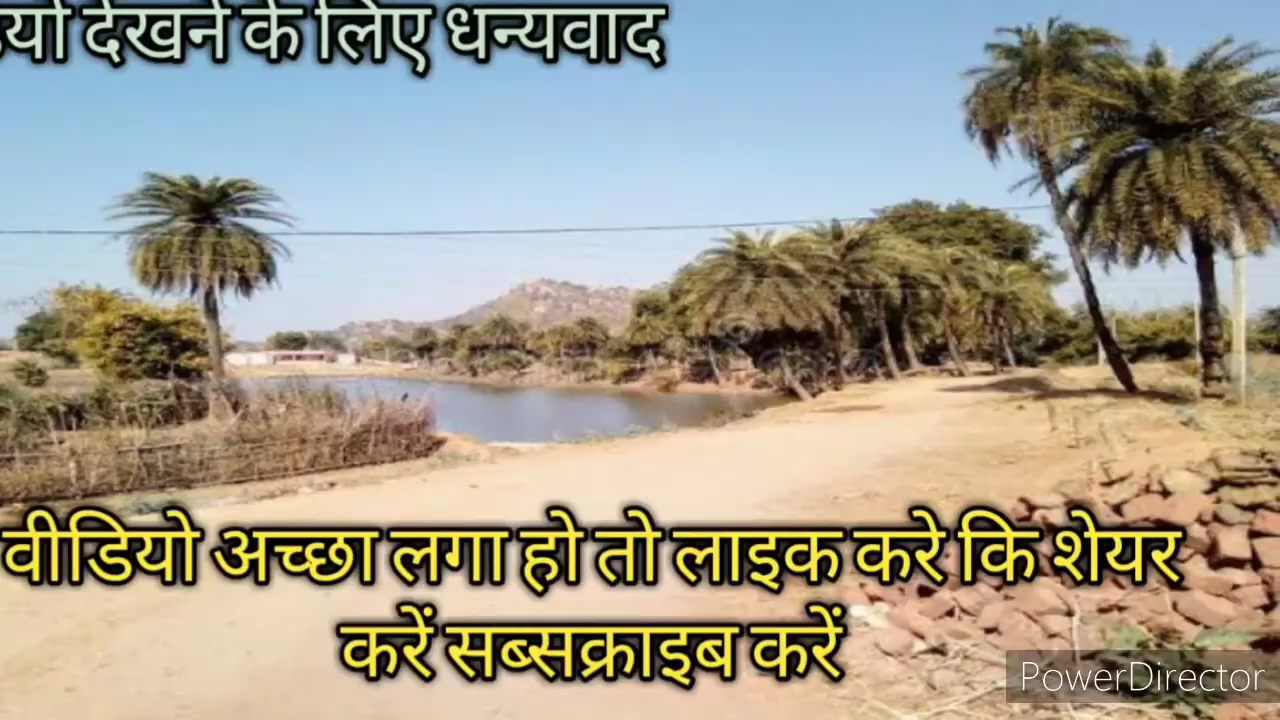 देखने के लिए धन्यवाद
वीडियो अच्छा लगा हो तो लाइक करे कि शेयर
करें सब्सक्राइब करें
PowerDirector